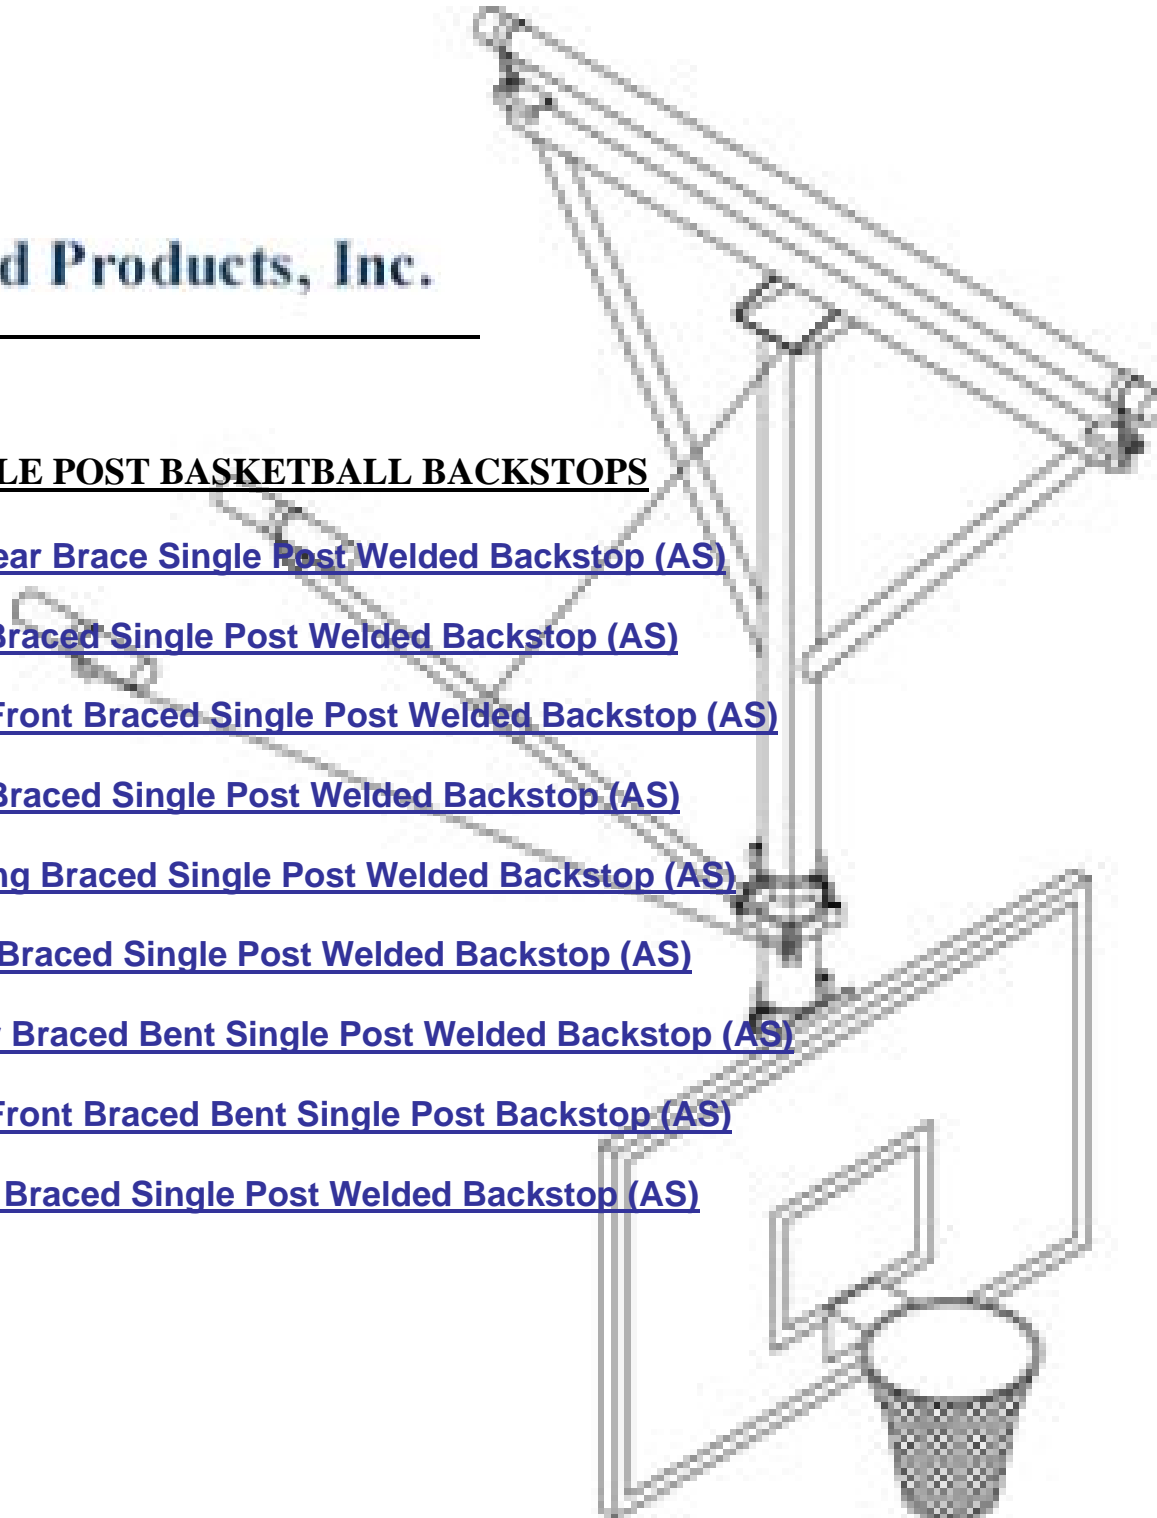 d Products, Inc.
LE POST BASKETBALL BACKSTOPS
ear Brace Single Post Welded Backstop (AS)
Braced Single Post Welded Backstop (AS)
Front Braced Single Post Welded Backstop (AS)
Braced Single Post Welded Backstop (AS)
ng Braced Single Post Welded Backstop (AS)
Braced Single Post Welded Backstop (AS)
Braced Bent Single Post Welded Backstop (AS)
Front Braced Bent Single Post Backstop (AS)
Braced Single Post Welded Backstop (AS)